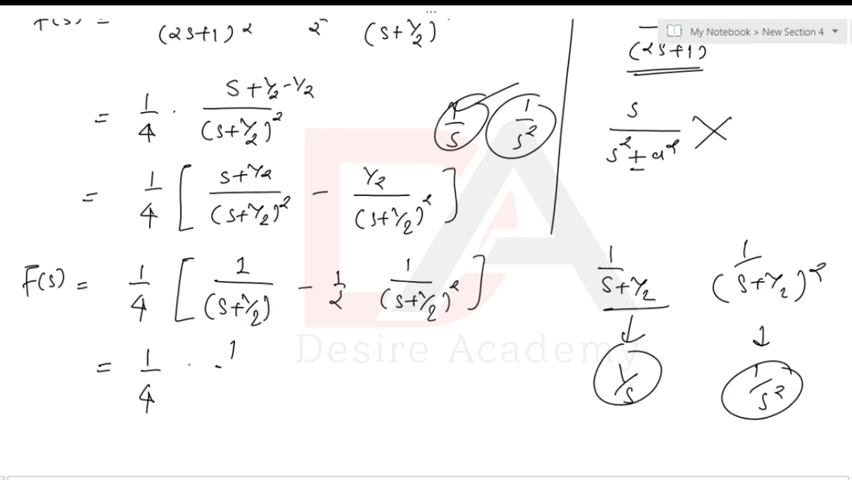 F(s) =
(2s+1)² 2² (s+½)
My Notebook > New Section 4
(2s+1)
= 1/4 · (s+½-½)/(s+½)²
1/s 1/s²
s/(s²±a²) ×
= 1/4 [ (s+½)/(s+½)² - ½/(s+½)² ]
F(s) = 1/4 [ 1/(s+½) - 1/2 1/(s+½)² ]
1/(s+½) 1/(s+½)²
↓ ↓
Desire Academy
= 1/4 · 1
1/s 1/s²